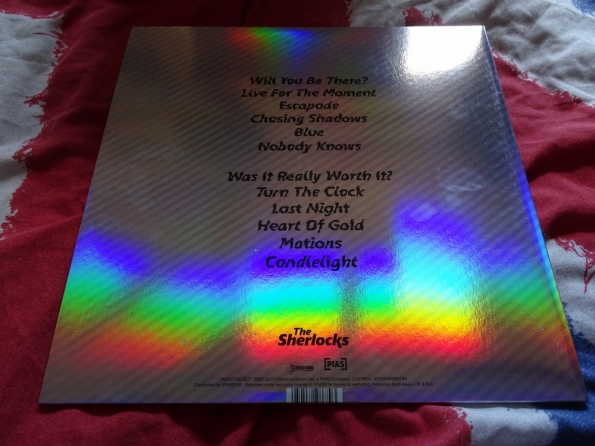 Will You Be There?
Live For The Moment
Escapade
Chasing Shadows
Blue
Nobody Knows
Was It Really Worth It?
Turn The Clock
Last Night
Heart Of Gold
Motions
Candlelight
The
Sherlocks
[PIAS]